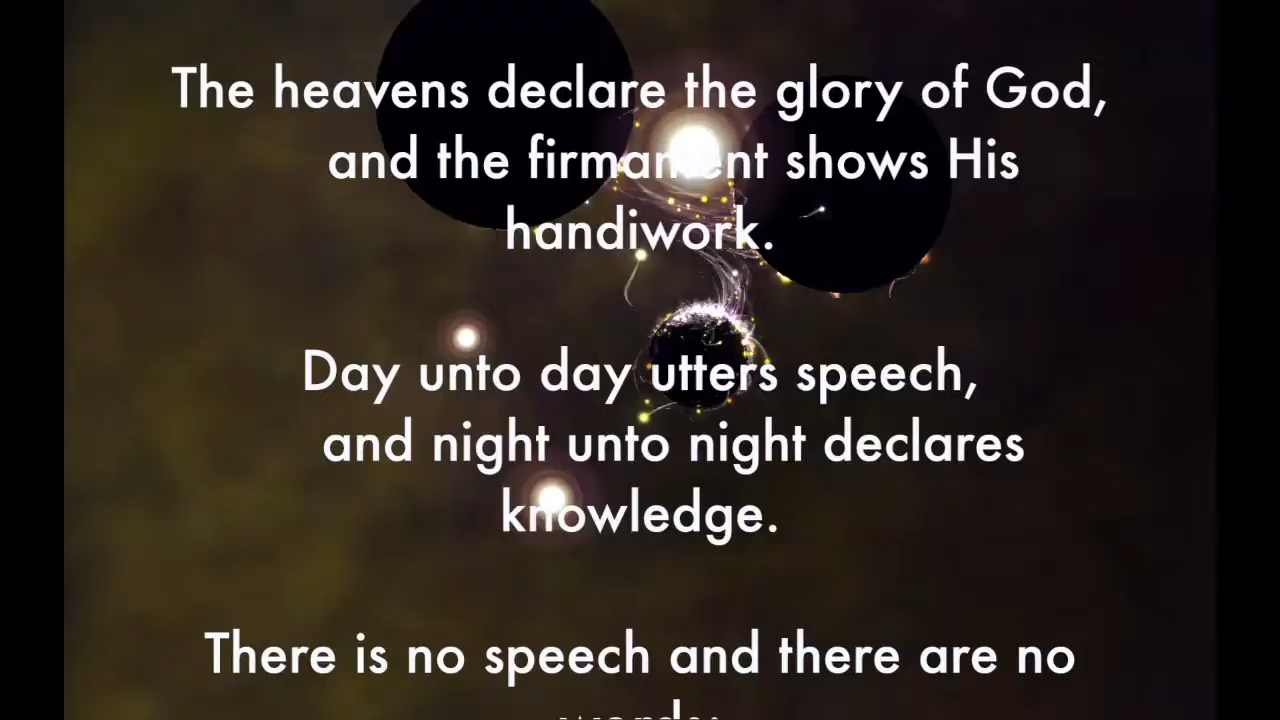 The heavens declare the glory of God,
and the firmament shows His
handiwork.
Day unto day utters speech,
and night unto night declares
knowledge.
There is no speech and there are no